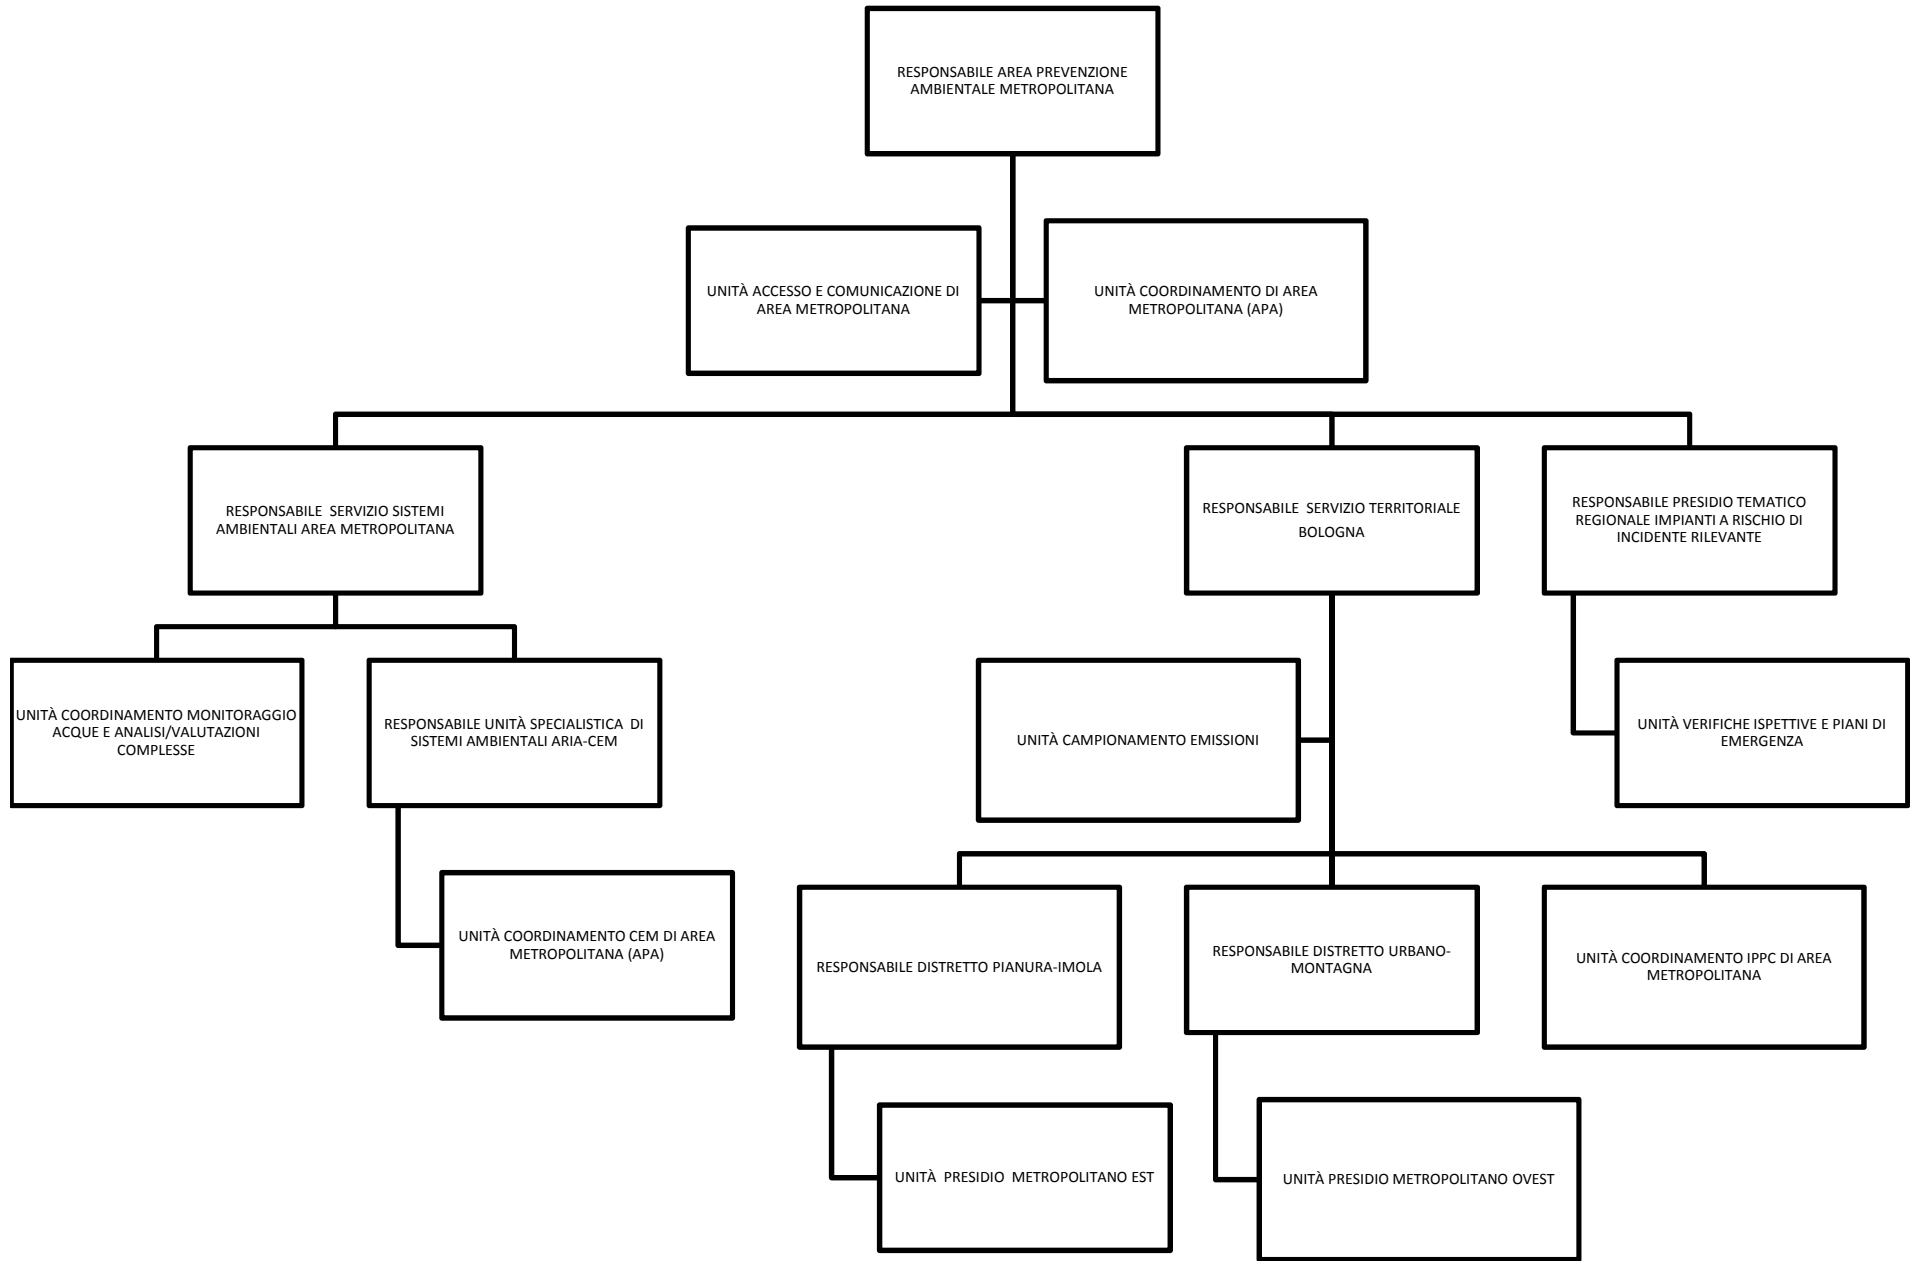 RESPONSABILE AREA PREVENZIONE
AMBIENTALE METROPOLITANA
UNITÀ ACCESSO E COMUNICAZIONE DI
AREA METROPOLITANA
UNITÀ COORDINAMENTO DI AREA
METROPOLITANA (APA)
RESPONSABILE SERVIZIO SISTEMI
AMBIENTALI AREA METROPOLITANA
RESPONSABILE SERVIZIO TERRITORIALE
BOLOGNA
RESPONSABILE PRESIDIO TEMATICO
REGIONALE IMPIANTI A RISCHIO DI
INCIDENTE RILEVANTE
UNITÀ COORDINAMENTO MONITORAGGIO
ACQUE E ANALISI/VALUTAZIONI
COMPLESSE
RESPONSABILE UNITÀ SPECIALISTICA DI
SISTEMI AMBIENTALI ARIA-CEM
UNITÀ CAMPIONAMENTO EMISSIONI
UNITÀ VERIFICHE ISPETTIVE E PIANI DI
EMERGENZA
UNITÀ COORDINAMENTO CEM DI AREA
METROPOLITANA (APA)
RESPONSABILE DISTRETTO PIANURA-IMOLA
RESPONSABILE DISTRETTO URBANO-
MONTAGNA
UNITÀ COORDINAMENTO IPPC DI AREA
METROPOLITANA
UNITÀ PRESIDIO METROPOLITANO EST
UNITÀ PRESIDIO METROPOLITANO OVEST